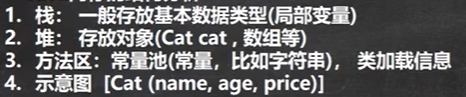 1. 栈： 一般存放基本数据类型(局部变量)
2. 堆： 存放对象(Cat cat , 数组等)
3. 方法区：常量池(常量，比如字符串)， 类加载信息
4. 示意图 [Cat (name, age, price)]